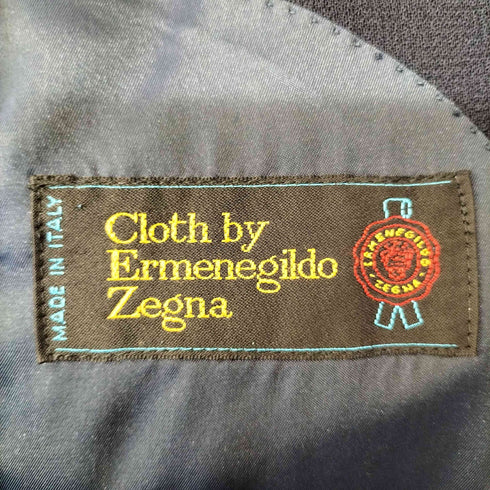 MADE IN ITALY
Cloth by
Ermenegildo
Zegna
ERMENEGILDO
ZEGNA